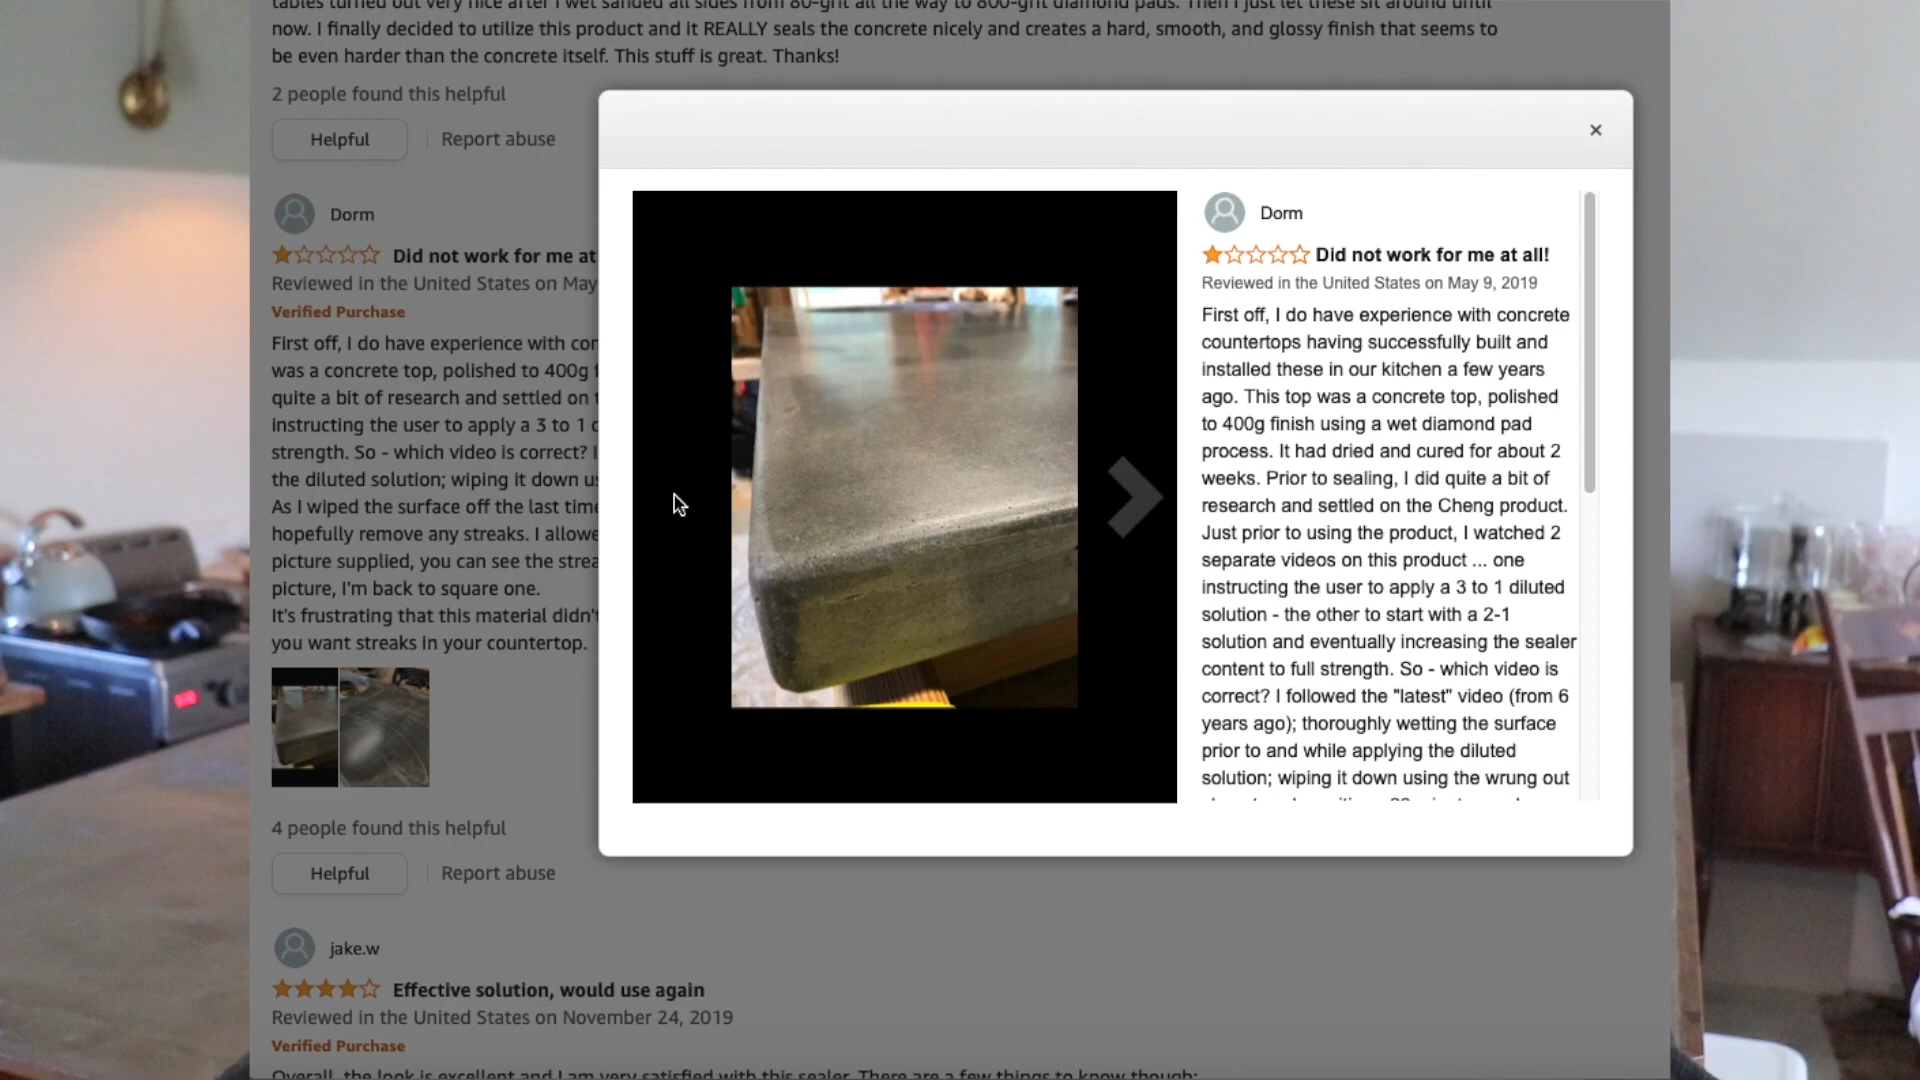 tables turned out very nice after I wet sanded all sides from 80-grit all the way to 800-grit diamond pads. Then I just let these sit around until
now. I finally decided to utilize this product and it REALLY seals the concrete nicely and creates a hard, smooth, and glossy finish that seems to
be even harder than the concrete itself. This stuff is great. Thanks!
2 people found this helpful
Helpful
Report abuse
Dorm
Did not work for me at
Reviewed in the United States on May
Verified Purchase
First off, I do have experience with con
was a concrete top, polished to 400g
quite a bit of research and settled on
instructing the user to apply a 3 to 1
strength. So - which video is correct? I
the diluted solution; wiping it down us
As I wiped the surface off the last time
hopefully remove any streaks. I allowe
picture supplied, you can see the strea
picture, I'm back to square one.
It's frustrating that this material didn't
you want streaks in your countertop.
4 people found this helpful
Helpful
Report abuse
jake.w
Effective solution, would use again
Reviewed in the United States on November 24, 2019
Verified Purchase
Overall, the look is excellent and I am very satisfied with this sealer. There are a few things to know though:
×
Dorm
Did not work for me at all!
Reviewed in the United States on May 9, 2019
First off, I do have experience with concrete
countertops having successfully built and
installed these in our kitchen a few years
ago. This top was a concrete top, polished
to 400g finish using a wet diamond pad
process. It had dried and cured for about 2
weeks. Prior to sealing, I did quite a bit of
research and settled on the Cheng product.
Just prior to using the product, I watched 2
separate videos on this product ... one
instructing the user to apply a 3 to 1 diluted
solution - the other to start with a 2-1
solution and eventually increasing the sealer
content to full strength. So - which video is
correct? I followed the "latest" video (from 6
years ago); thoroughly wetting the surface
prior to and while applying the diluted
solution; wiping it down using the wrung out